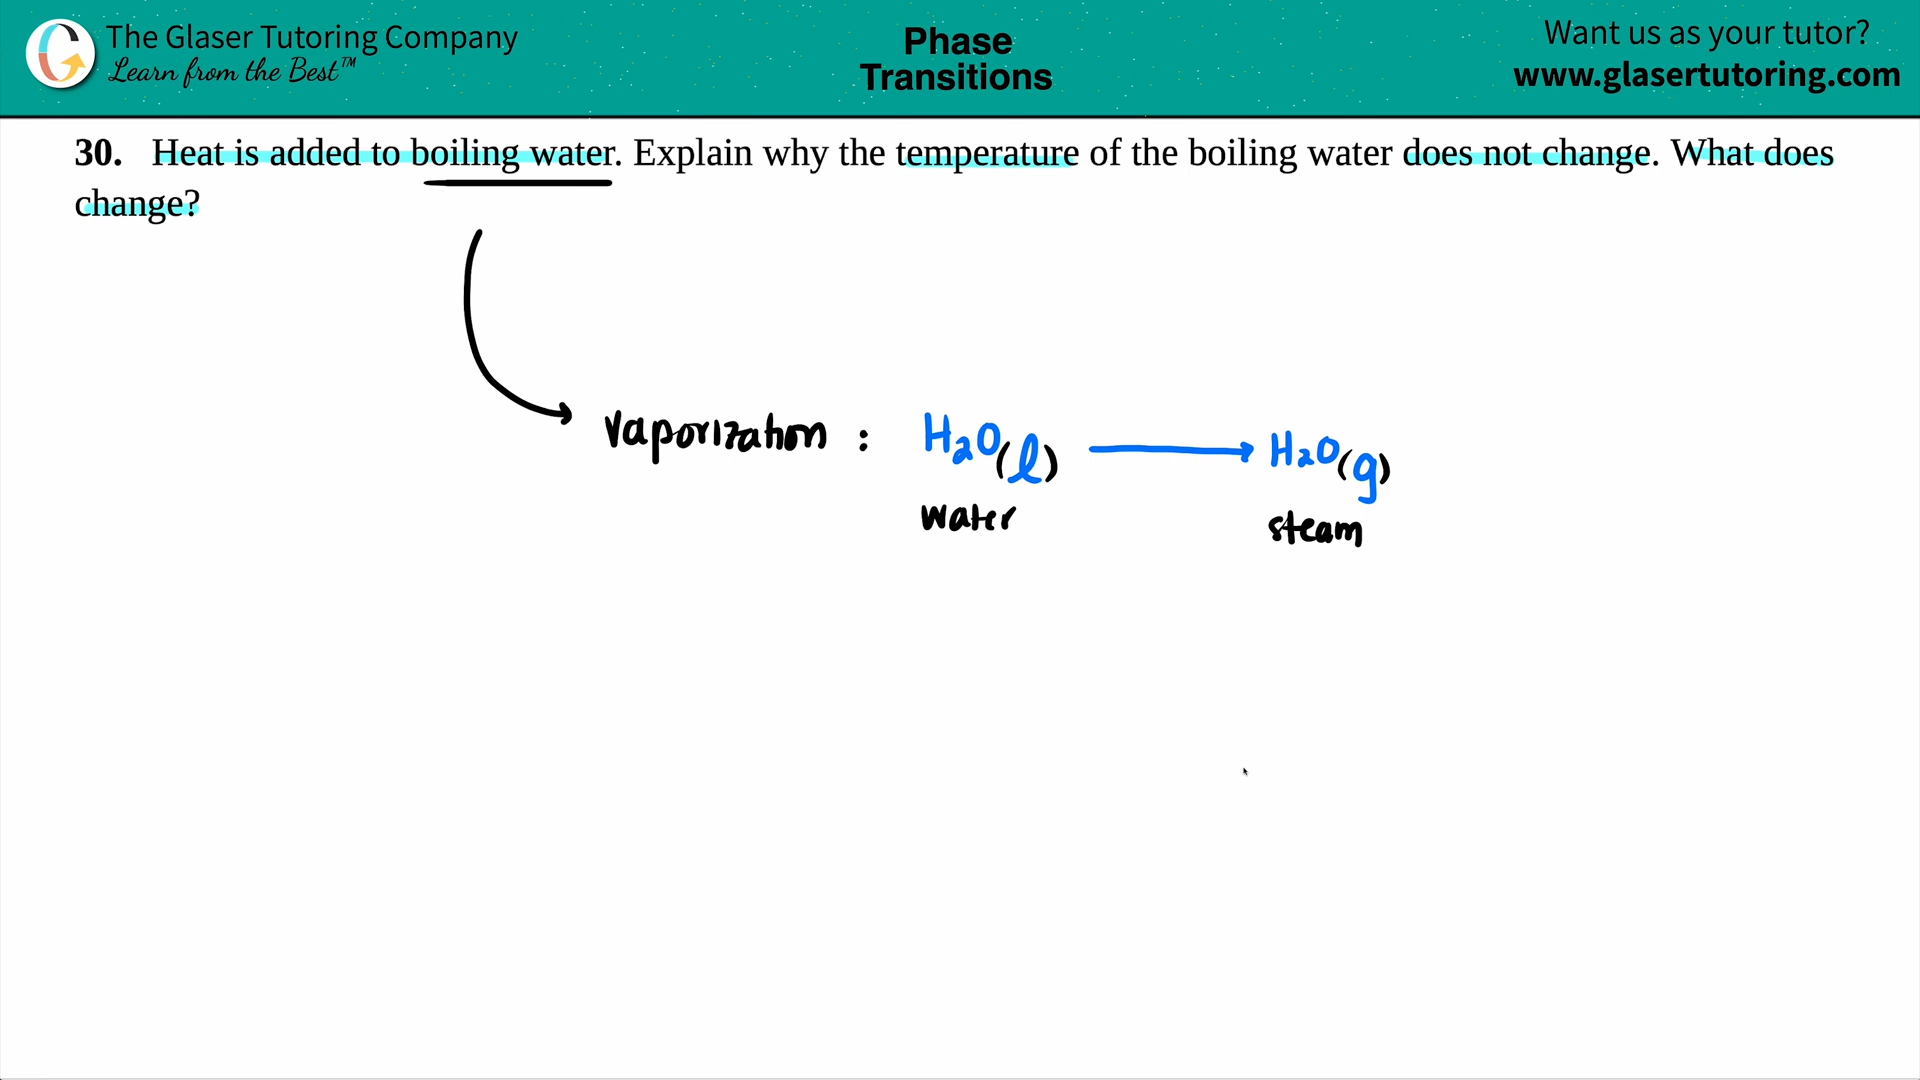 The Glaser Tutoring Company
Learn from the Best™
Phase
Transitions
Want us as your tutor?
www.glasertutoring.com
30. Heat is added to boiling water. Explain why the temperature of the boiling water does not change. What does
change?
vaporization : H₂O(l) → H₂O(g)
water steam